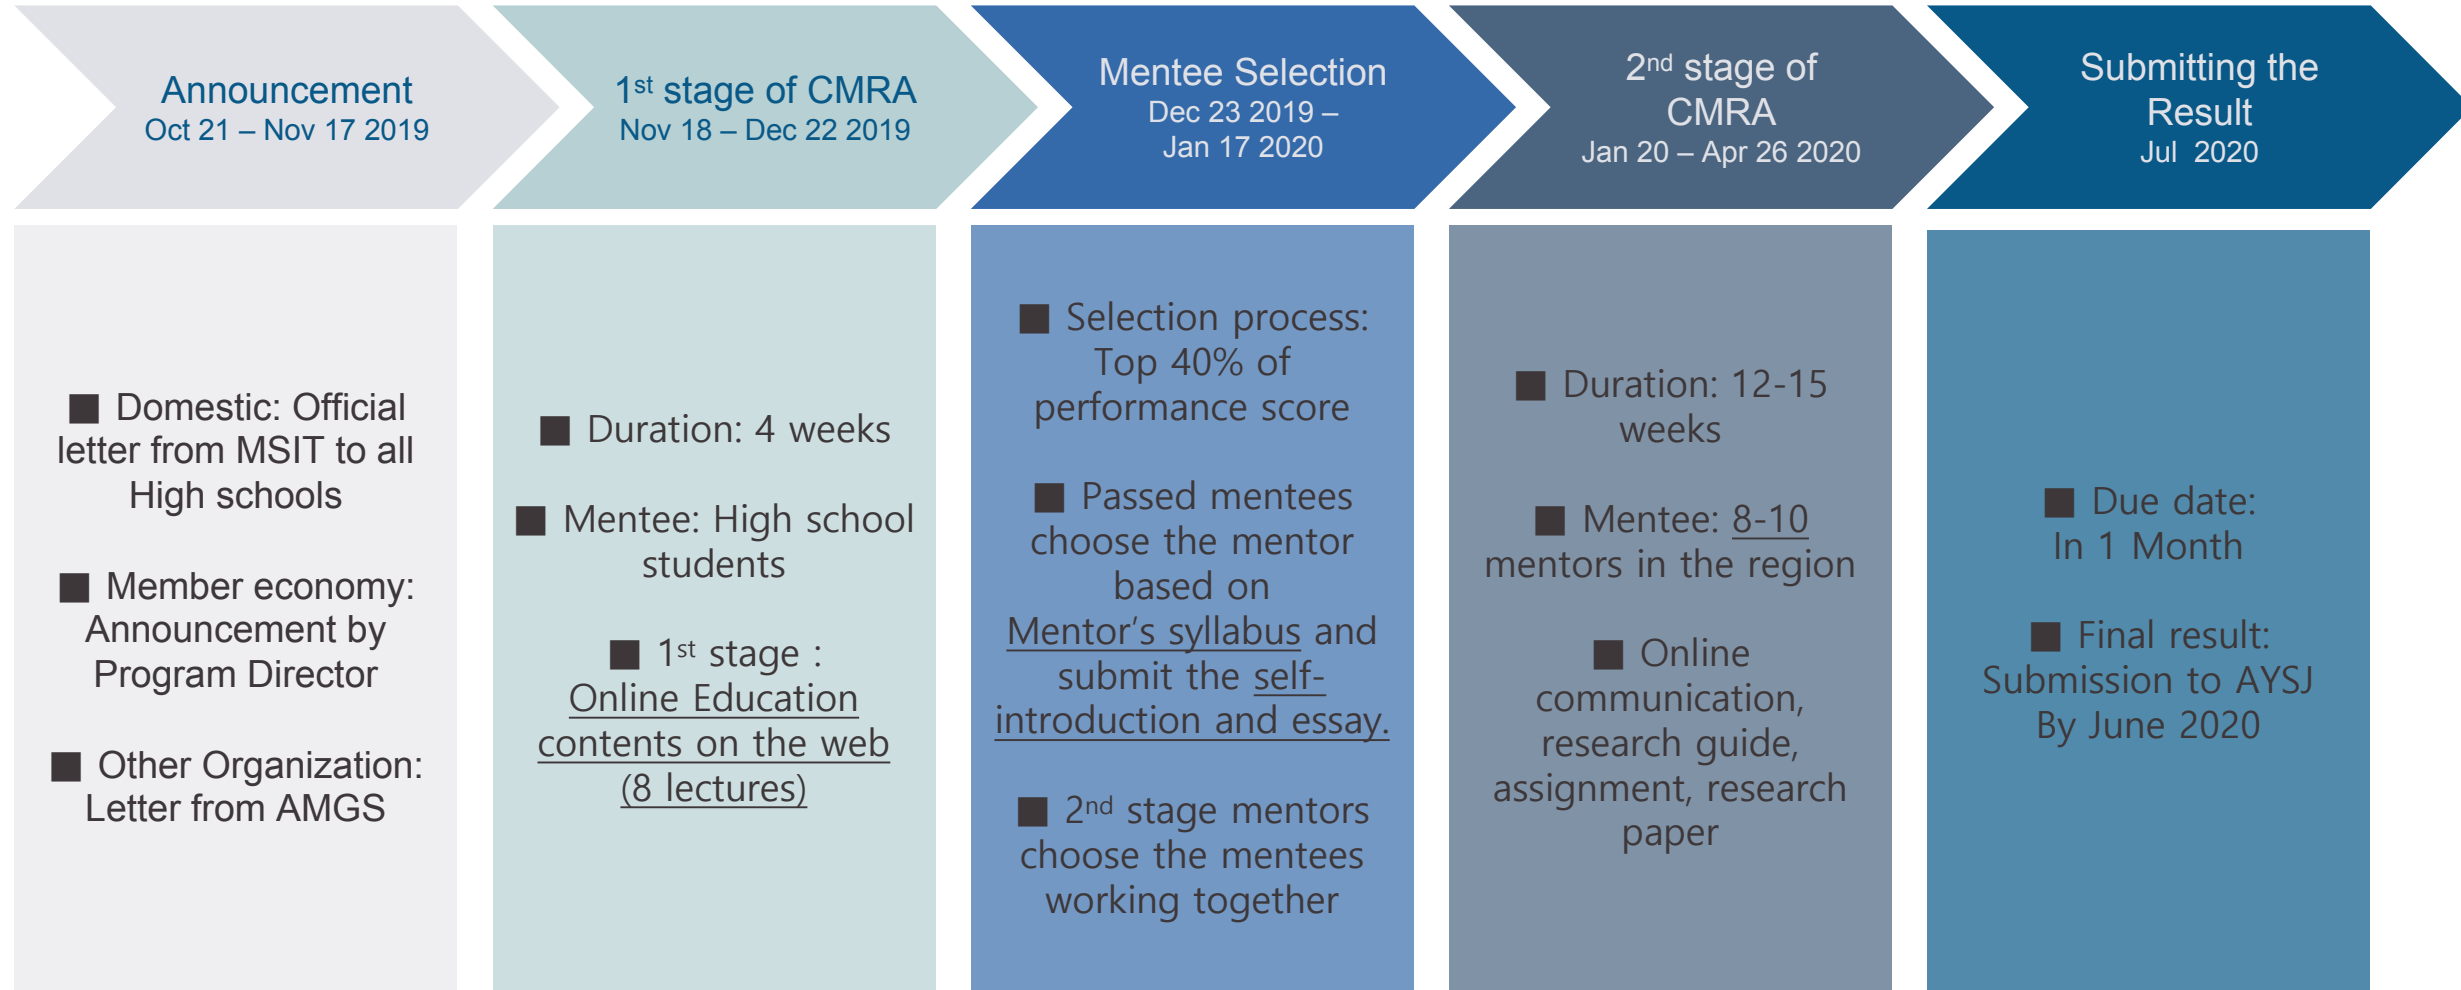 Announcement
Oct 21 – Nov 17 2019
1st stage of CMRA
Nov 18 – Dec 22 2019
Mentee Selection
Dec 23 2019 –
Jan 17 2020
2nd stage of
CMRA
Jan 20 – Apr 26 2020
Submitting the
Result
Jul 2020
■ Domestic: Official
letter from MSIT to all
High schools
■ Member economy:
Announcement by
Program Director
■ Other Organization:
Letter from AMGS
■ Duration: 4 weeks
■ Mentee: High school
students
■ 1st stage :
Online Education
contents on the web
(8 lectures)
■ Selection process:
Top 40% of
performance score
■ Passed mentees
choose the mentor
based on
Mentor's syllabus and
submit the self-
introduction and essay.
■ 2nd stage mentors
choose the mentees
working together
■ Duration: 12-15
weeks
■ Mentee: 8-10
mentors in the region
■ Online
communication,
research guide,
assignment, research
paper
■ Due date:
In 1 Month
■ Final result:
Submission to AYSJ
By June 2020